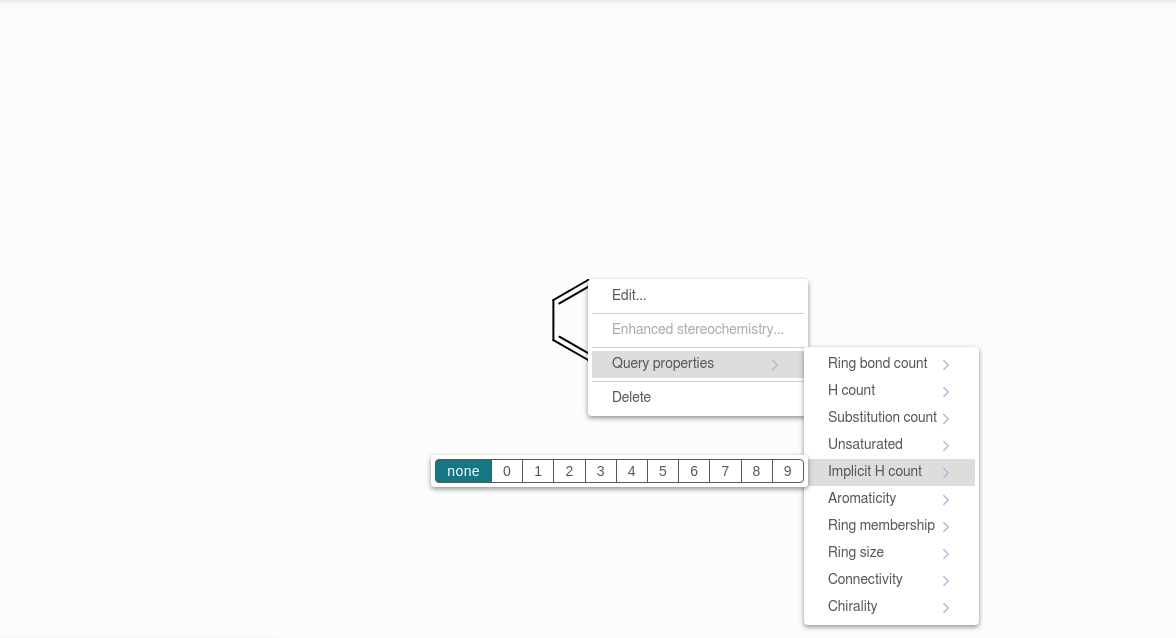 Edit...
Enhanced stereochemistry...
Query properties
Delete
Ring bond count
H count
Substitution count
Unsaturated
none 0 1 2 3 4 5 6 7 8 9
Implicit H count
Aromaticity
Ring membership
Ring size
Connectivity
Chirality